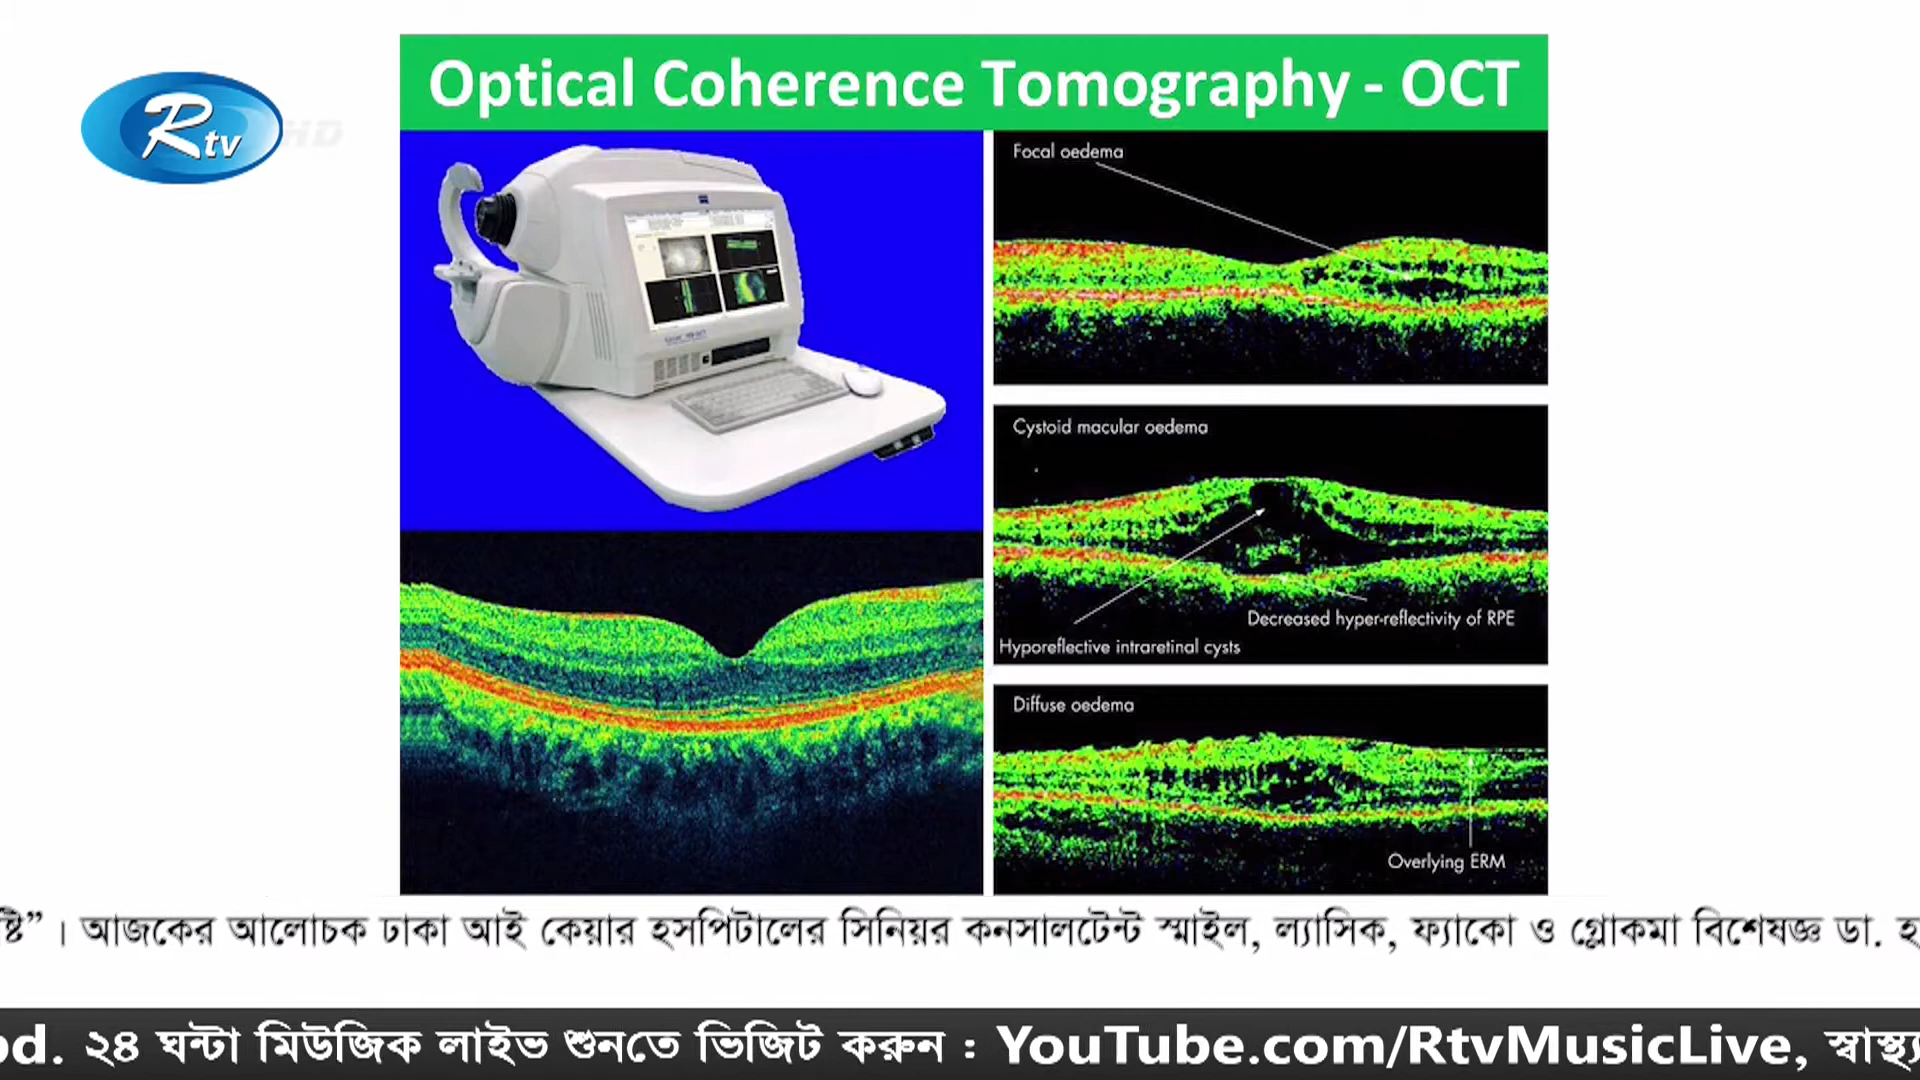 Optical Coherence Tomography - OCT
Rtv HD
Focal oedema
Cystoid macular oedema
Decreased hyper-reflectivity of RPE
Hyporeflective intraretinal cysts
Diffuse oedema
Overlying ERM
ষ্টি” । আজকের আলোচক ঢাকা আই কেয়ার হসপিটালের সিনিয়র কনসালটেন্ট স্মাইল, ল্যাসিক, ফ্যাকো ও গ্লোকমা বিশেষজ্ঞ ডা. হ
od. ২৪ ঘন্টা মিউজিক লাইভ শুনতে ভিজিট করুন : YouTube.com/RtvMusicLive, স্বাস্থ্য